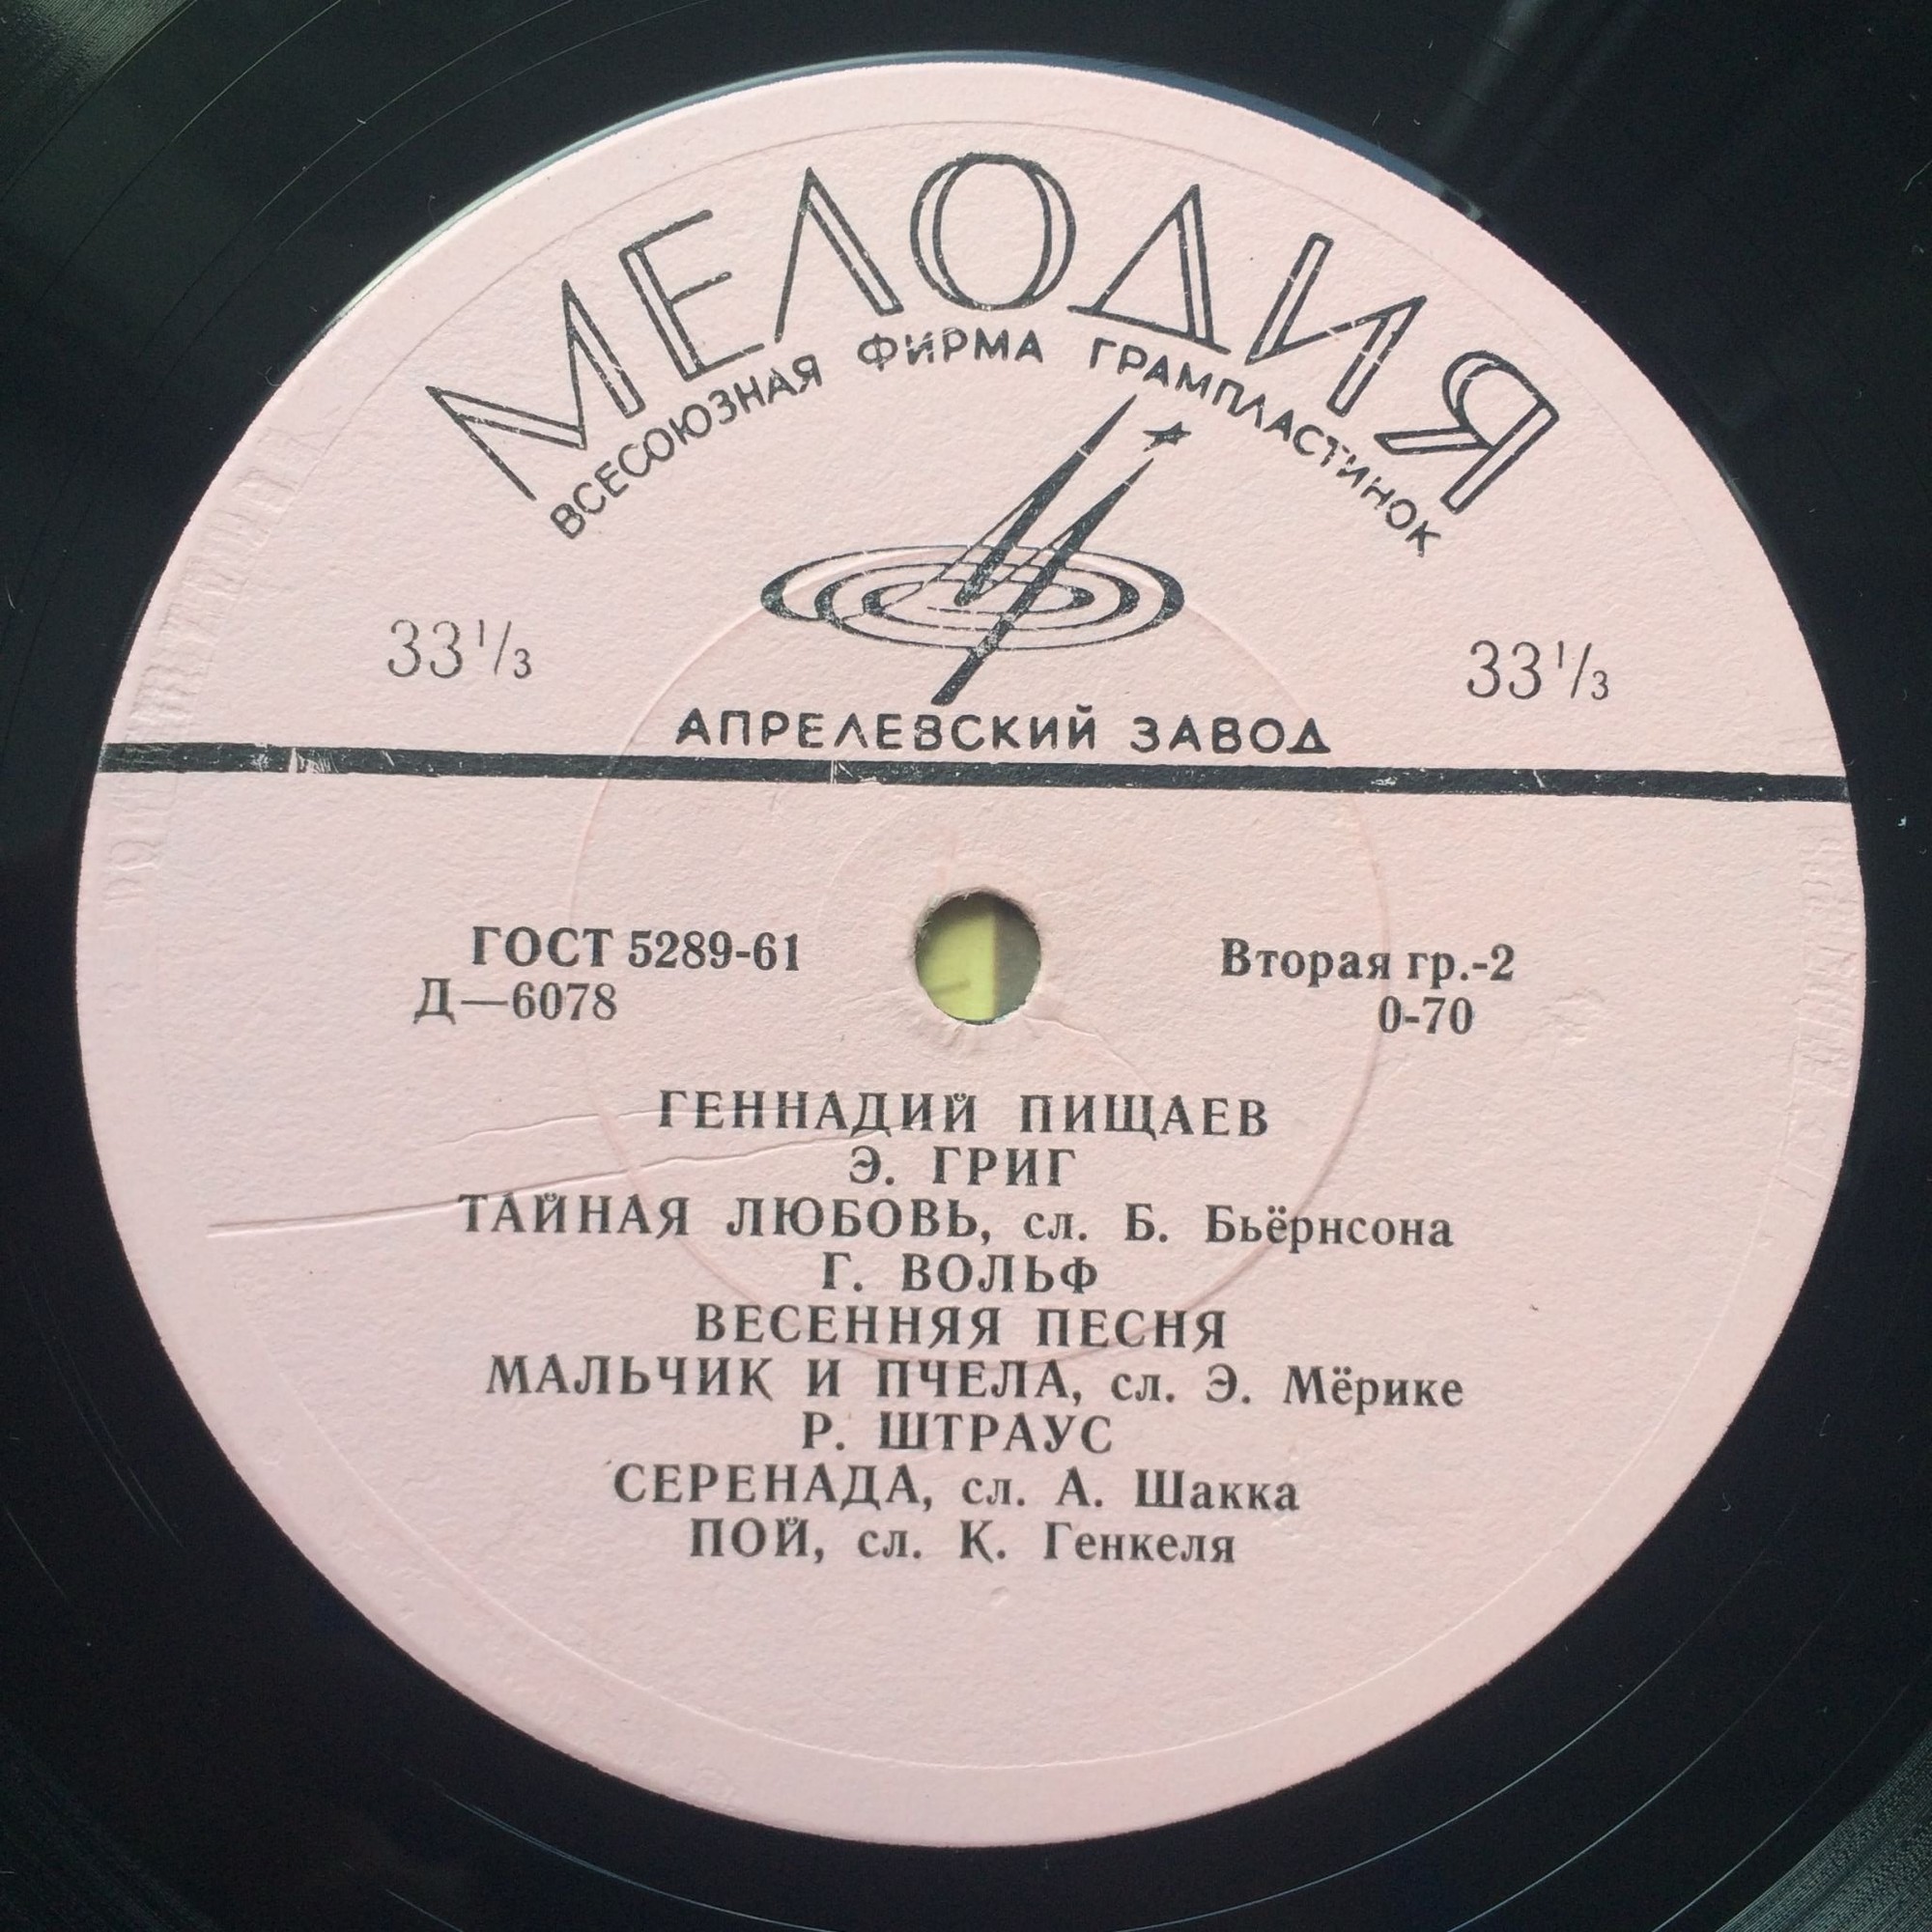 МЕЛОДИЯ
ВСЕСОЮЗНАЯ ФИРМА ГРАМПЛАСТИНОК
33⅓ 33⅓
АПРЕЛЕВСКИЙ ЗАВОД
ГОСТ 5289-61 Вторая гр.-2
Д—6078 0-70
ГЕННАДИЙ ПИЩАЕВ
Э. ГРИГ
ТАЙНАЯ ЛЮБОВЬ, сл. Б. Бьёрнсона
Г. ВОЛЬФ
ВЕСЕННЯЯ ПЕСНЯ
МАЛЬЧИК И ПЧЕЛА, сл. Э. Мёрике
Р. ШТРАУС
СЕРЕНАДА, сл. А. Шакка
ПОЙ, сл. К. Генкеля